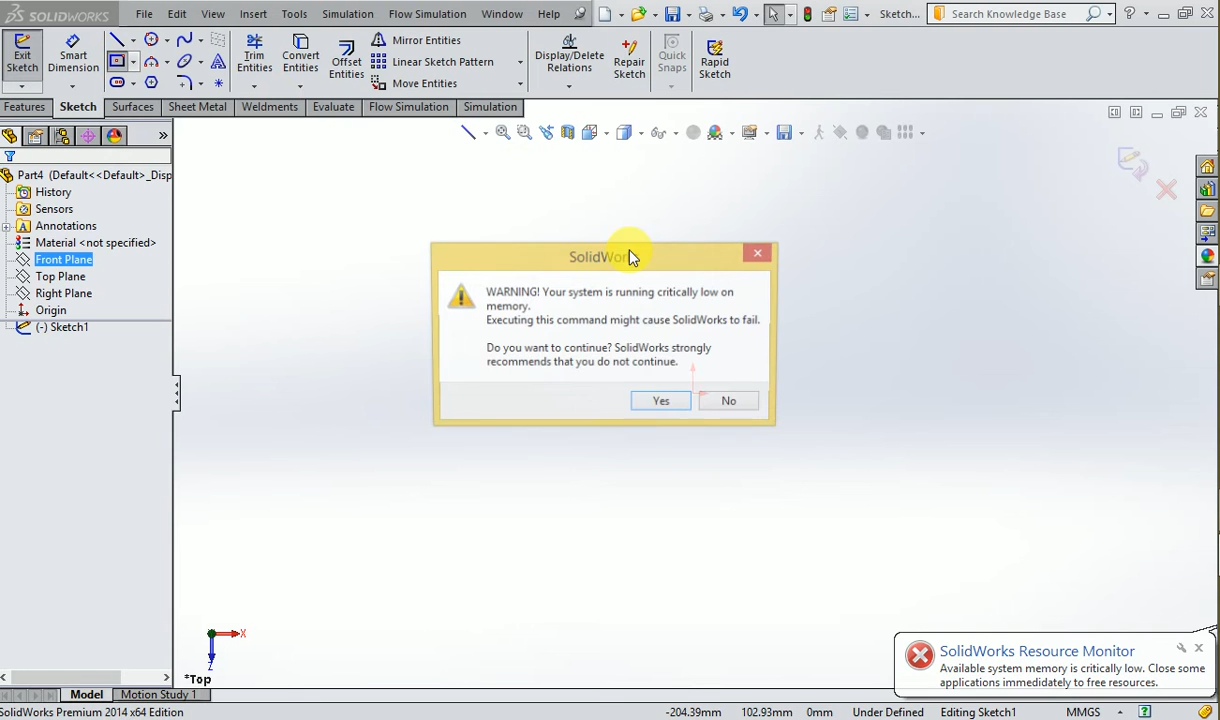 SOLIDWORKS File Edit View Insert Tools Simulation Flow Simulation Window Help Sketch... Search Knowledge Base ?
Exit Sketch
Smart Dimension
Trim Entities
Convert Entities
Offset Entities
Mirror Entities
Linear Sketch Pattern
Move Entities
Display/Delete Relations
Repair Sketch
Quick Snaps
Rapid Sketch
Features Sketch Surfaces Sheet Metal Weldments Evaluate Flow Simulation Simulation
Part4 (Default<<Default>_Disp
History
Sensors
Annotations
Material <not specified>
Front Plane
Top Plane
Right Plane
Origin
(-) Sketch1
WARNING! Your system is running critically low on
memory.
Executing this command might cause SolidWorks to fail.
Do you want to continue? SolidWorks strongly
recommends that you do not continue.
Yes No
X
Z
*Top
SolidWorks Resource Monitor
Available system memory is critically low. Close some
applications immediately to free resources.
Model Motion Study 1
SolidWorks Premium 2014 x64 Edition -204.39mm 102.93mm 0mm Under Defined Editing Sketch1 MMGS ?